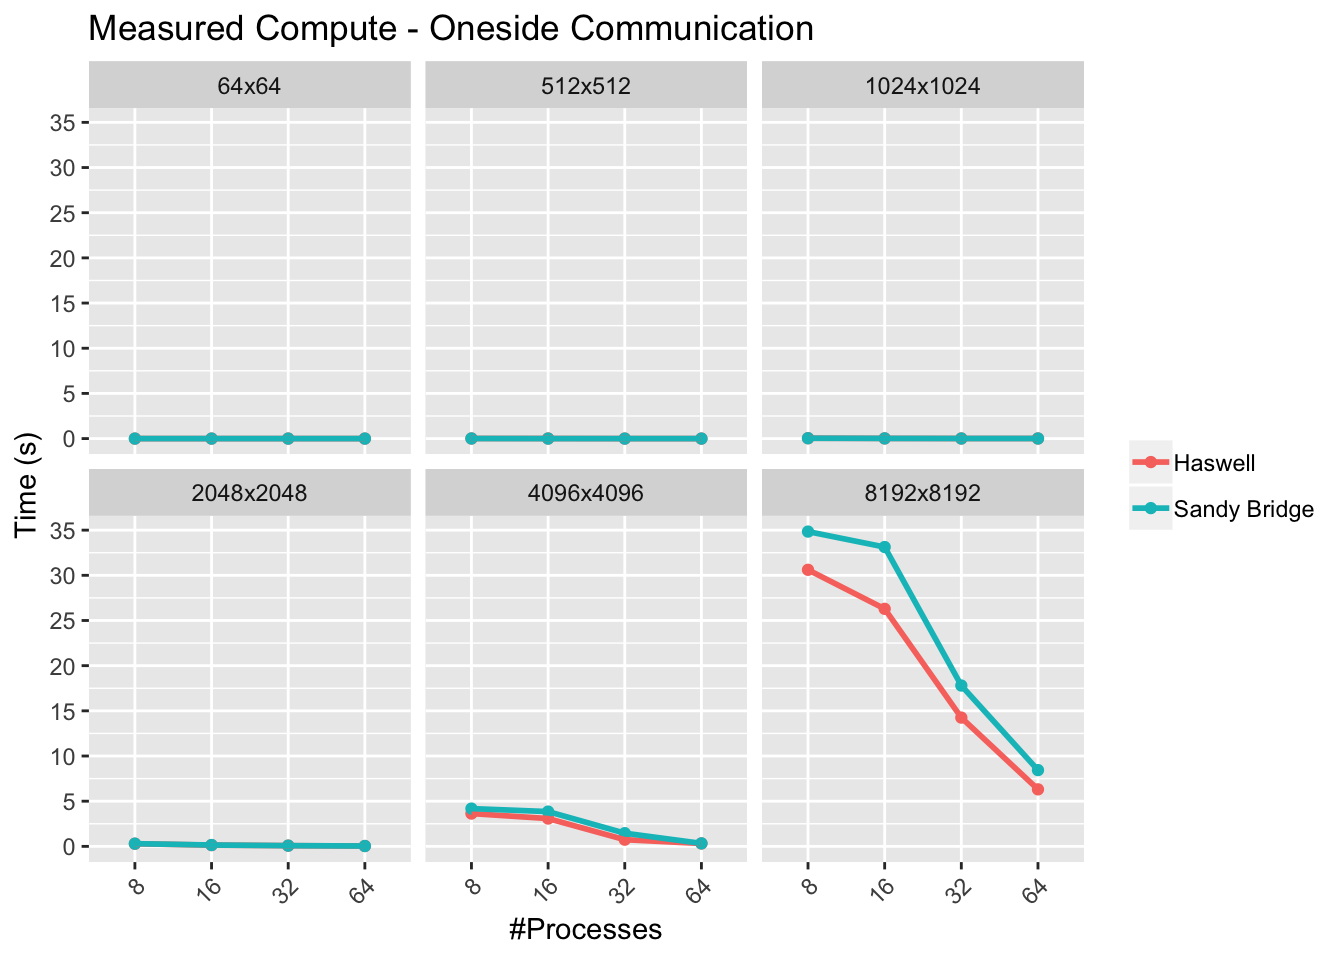 Measured Compute - Oneside Communication
64x64 512x512 1024x1024
35
30
25
20
15
10
5
0
Time (s)
Haswell
Sandy Bridge
2048x2048 4096x4096 8192x8192
35
30
25
20
15
10
5
0
8 16 32 64 8 16 32 64 8 16 32 64
#Processes